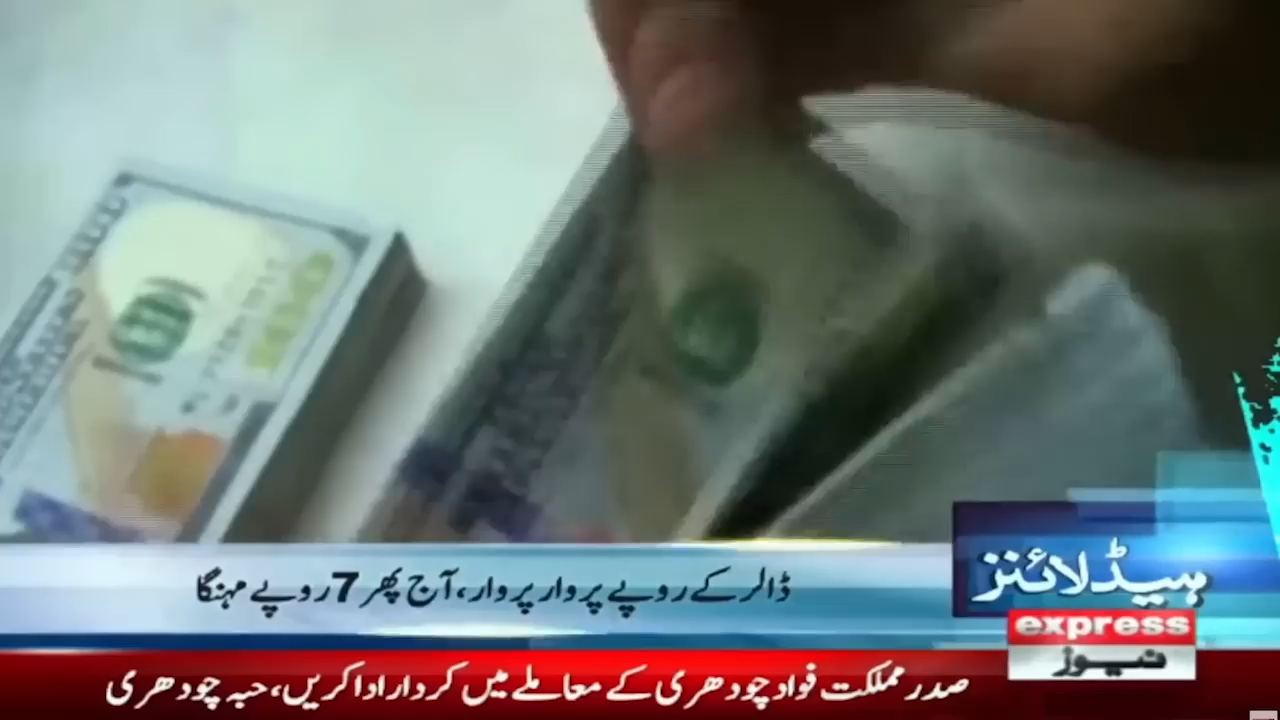 ڈالر کے روپے پر وار پر وار، آج پھر 7 روپے مہنگا
ہیڈلائنز
express
نیوز
صدر مملکت فواد چودھری کے معاملے میں کردار ادا کریں، حبہ چودھری